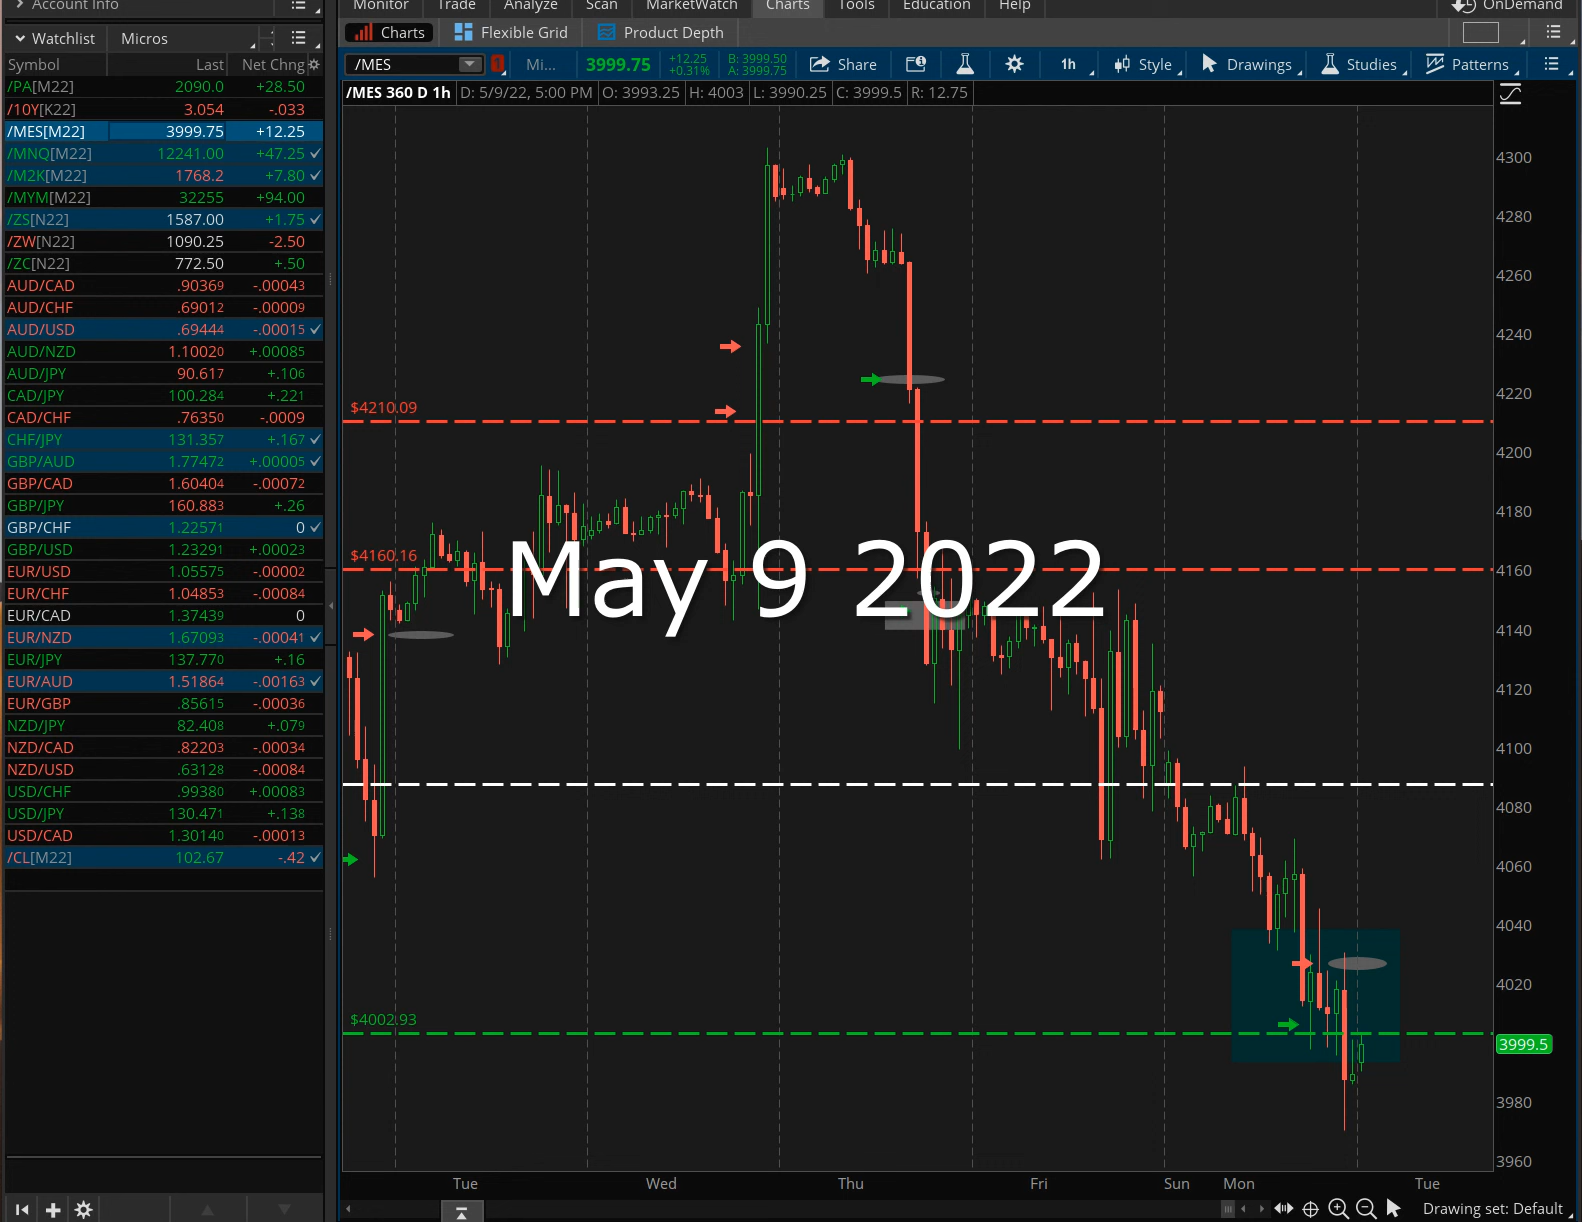 Account Info
Monitor Trade Analyze Scan MarketWatch Charts Tools Education Help OnDemand
Watchlist Micros
Charts Flexible Grid Product Depth
Symbol Last Net Chng
/MES 1 Mi... 3999.75 +12.25 +0.31% B: 3999.50 A: 3999.75 Share 1h Style Drawings Studies Patterns
/MES 360 D 1h D: 5/9/22, 5:00 PM O: 3993.25 H: 4003 L: 3990.25 C: 3999.5 R: 12.75
/PA[M22] 2090.0 +28.50
/10Y[K22] 3.054 -.033
/MES[M22] 3999.75 +12.25
/MNQ[M22] 12241.00 +47.25
/M2K[M22] 1768.2 +7.80
/MYM[M22] 32255 +94.00
/ZS[N22] 1587.00 +1.75
/ZW[N22] 1090.25 -2.50
/ZC[N22] 772.50 +.50
AUD/CAD .90369 -.00043
AUD/CHF .69012 -.00009
AUD/USD .69444 -.00015
AUD/NZD 1.10020 +.00085
AUD/JPY 90.617 +.106
CAD/JPY 100.284 +.221
CAD/CHF .76350 -.0009
CHF/JPY 131.357 +.167
GBP/AUD 1.77472 +.00005
GBP/CAD 1.60404 -.00072
GBP/JPY 160.883 +.26
GBP/CHF 1.22571 0
GBP/USD 1.23291 +.00023
EUR/USD 1.05575 -.00002
EUR/CHF 1.04853 -.00084
EUR/CAD 1.37439 0
EUR/NZD 1.67093 -.00041
EUR/JPY 137.770 +.16
EUR/AUD 1.51864 -.00163
EUR/GBP .85615 -.00036
NZD/JPY 82.408 +.079
NZD/CAD .82203 -.00034
NZD/USD .63128 -.00084
USD/CHF .99380 +.00083
USD/JPY 130.471 +.138
USD/CAD 1.30140 -.00013
/CL[M22] 102.67 -.42
$4210.09
$4160.16
May 9 2022
$4002.93
4300
4280
4260
4240
4220
4200
4180
4160
4140
4120
4100
4080
4060
4040
4020
3999.5
3980
3960
Tue Wed Thu Fri Sun Mon Tue
Drawing set: Default